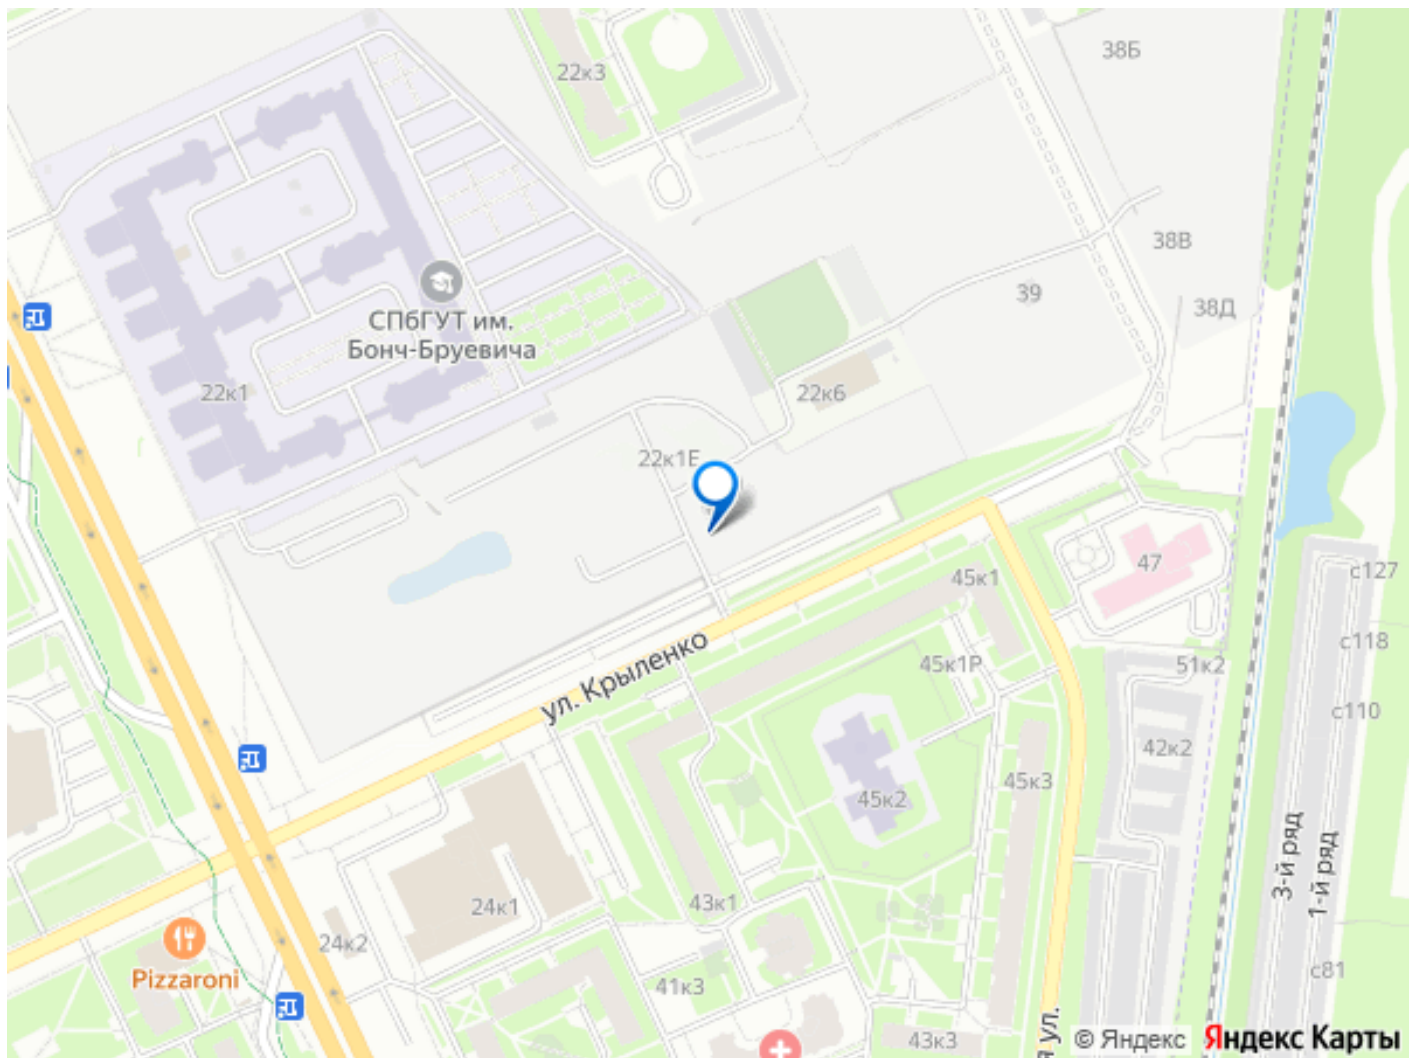 38Б
22к3
38В
39
38Д
СПбГУТ им.
Бонч-Бруевича
22к1
22к6
22к1Е
47
45к1
с127
с118
45к1Р
51к2
ул. Крыленко
с110
42к2
45к3
45к2
3-й ряд
1-й ряд
24к1
43к1
24к2
Pizzaroni
с81
41к3
43к3
я ул.
© Яндекс
Яндекс Карты